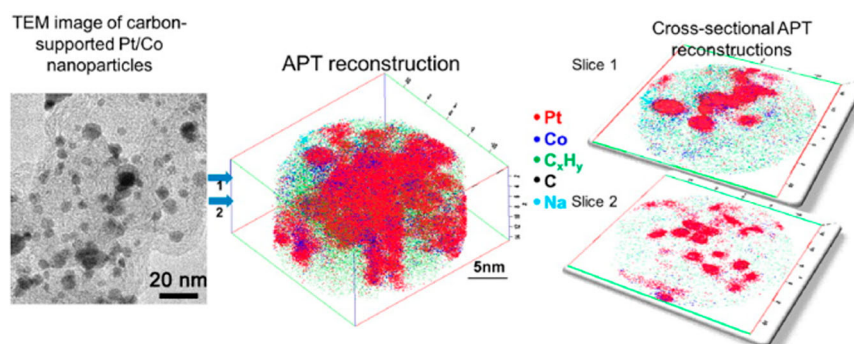 TEM image of carbon-
supported Pt/Co
nanoparticles
20 nm
APT reconstruction
1
2
5nm
Pt
Co
CxHy
C
Na
Cross-sectional APT
reconstructions
Slice 1
Slice 2